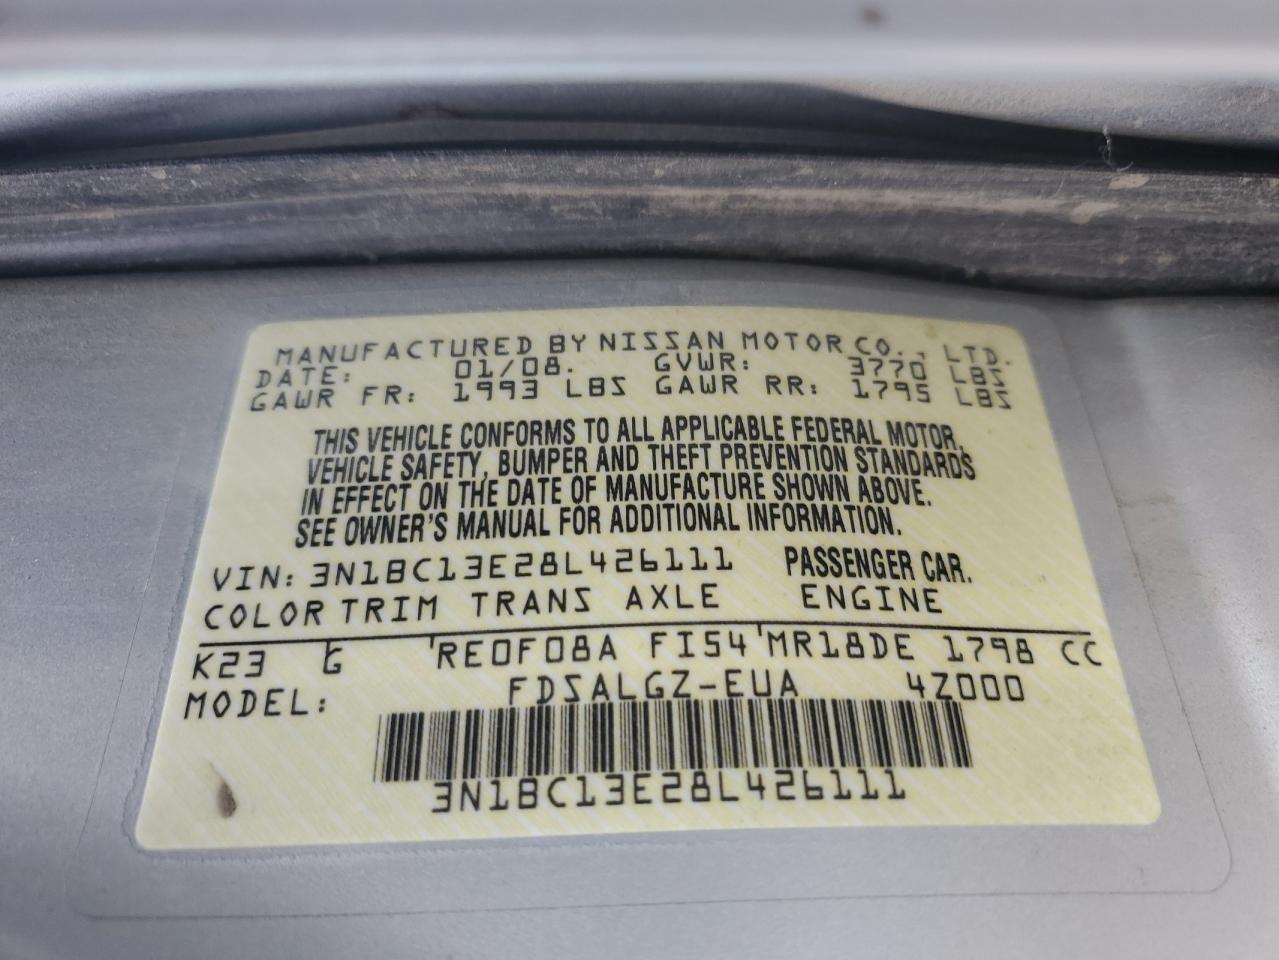 MANUFACTURED BY NISSAN MOTOR CO., LTD.
DATE: 01/08. GVWR: 3770 LBS
GAWR FR: 1993 LBS GAWR RR: 1795 LBS
THIS VEHICLE CONFORMS TO ALL APPLICABLE FEDERAL MOTOR,
VEHICLE SAFETY, BUMPER AND THEFT PREVENTION STANDARDS
IN EFFECT ON THE DATE OF MANUFACTURE SHOWN ABOVE.
SEE OWNER'S MANUAL FOR ADDITIONAL INFORMATION.
VIN: 3N1BC13E28L426111 PASSENGER CAR.
COLOR TRIM TRANS AXLE ENGINE
K23 G RE0F08A FI54 MR18DE 1798 CC
MODEL: FDSALGZ-EUA 4Z000
3N1BC13E28L426111